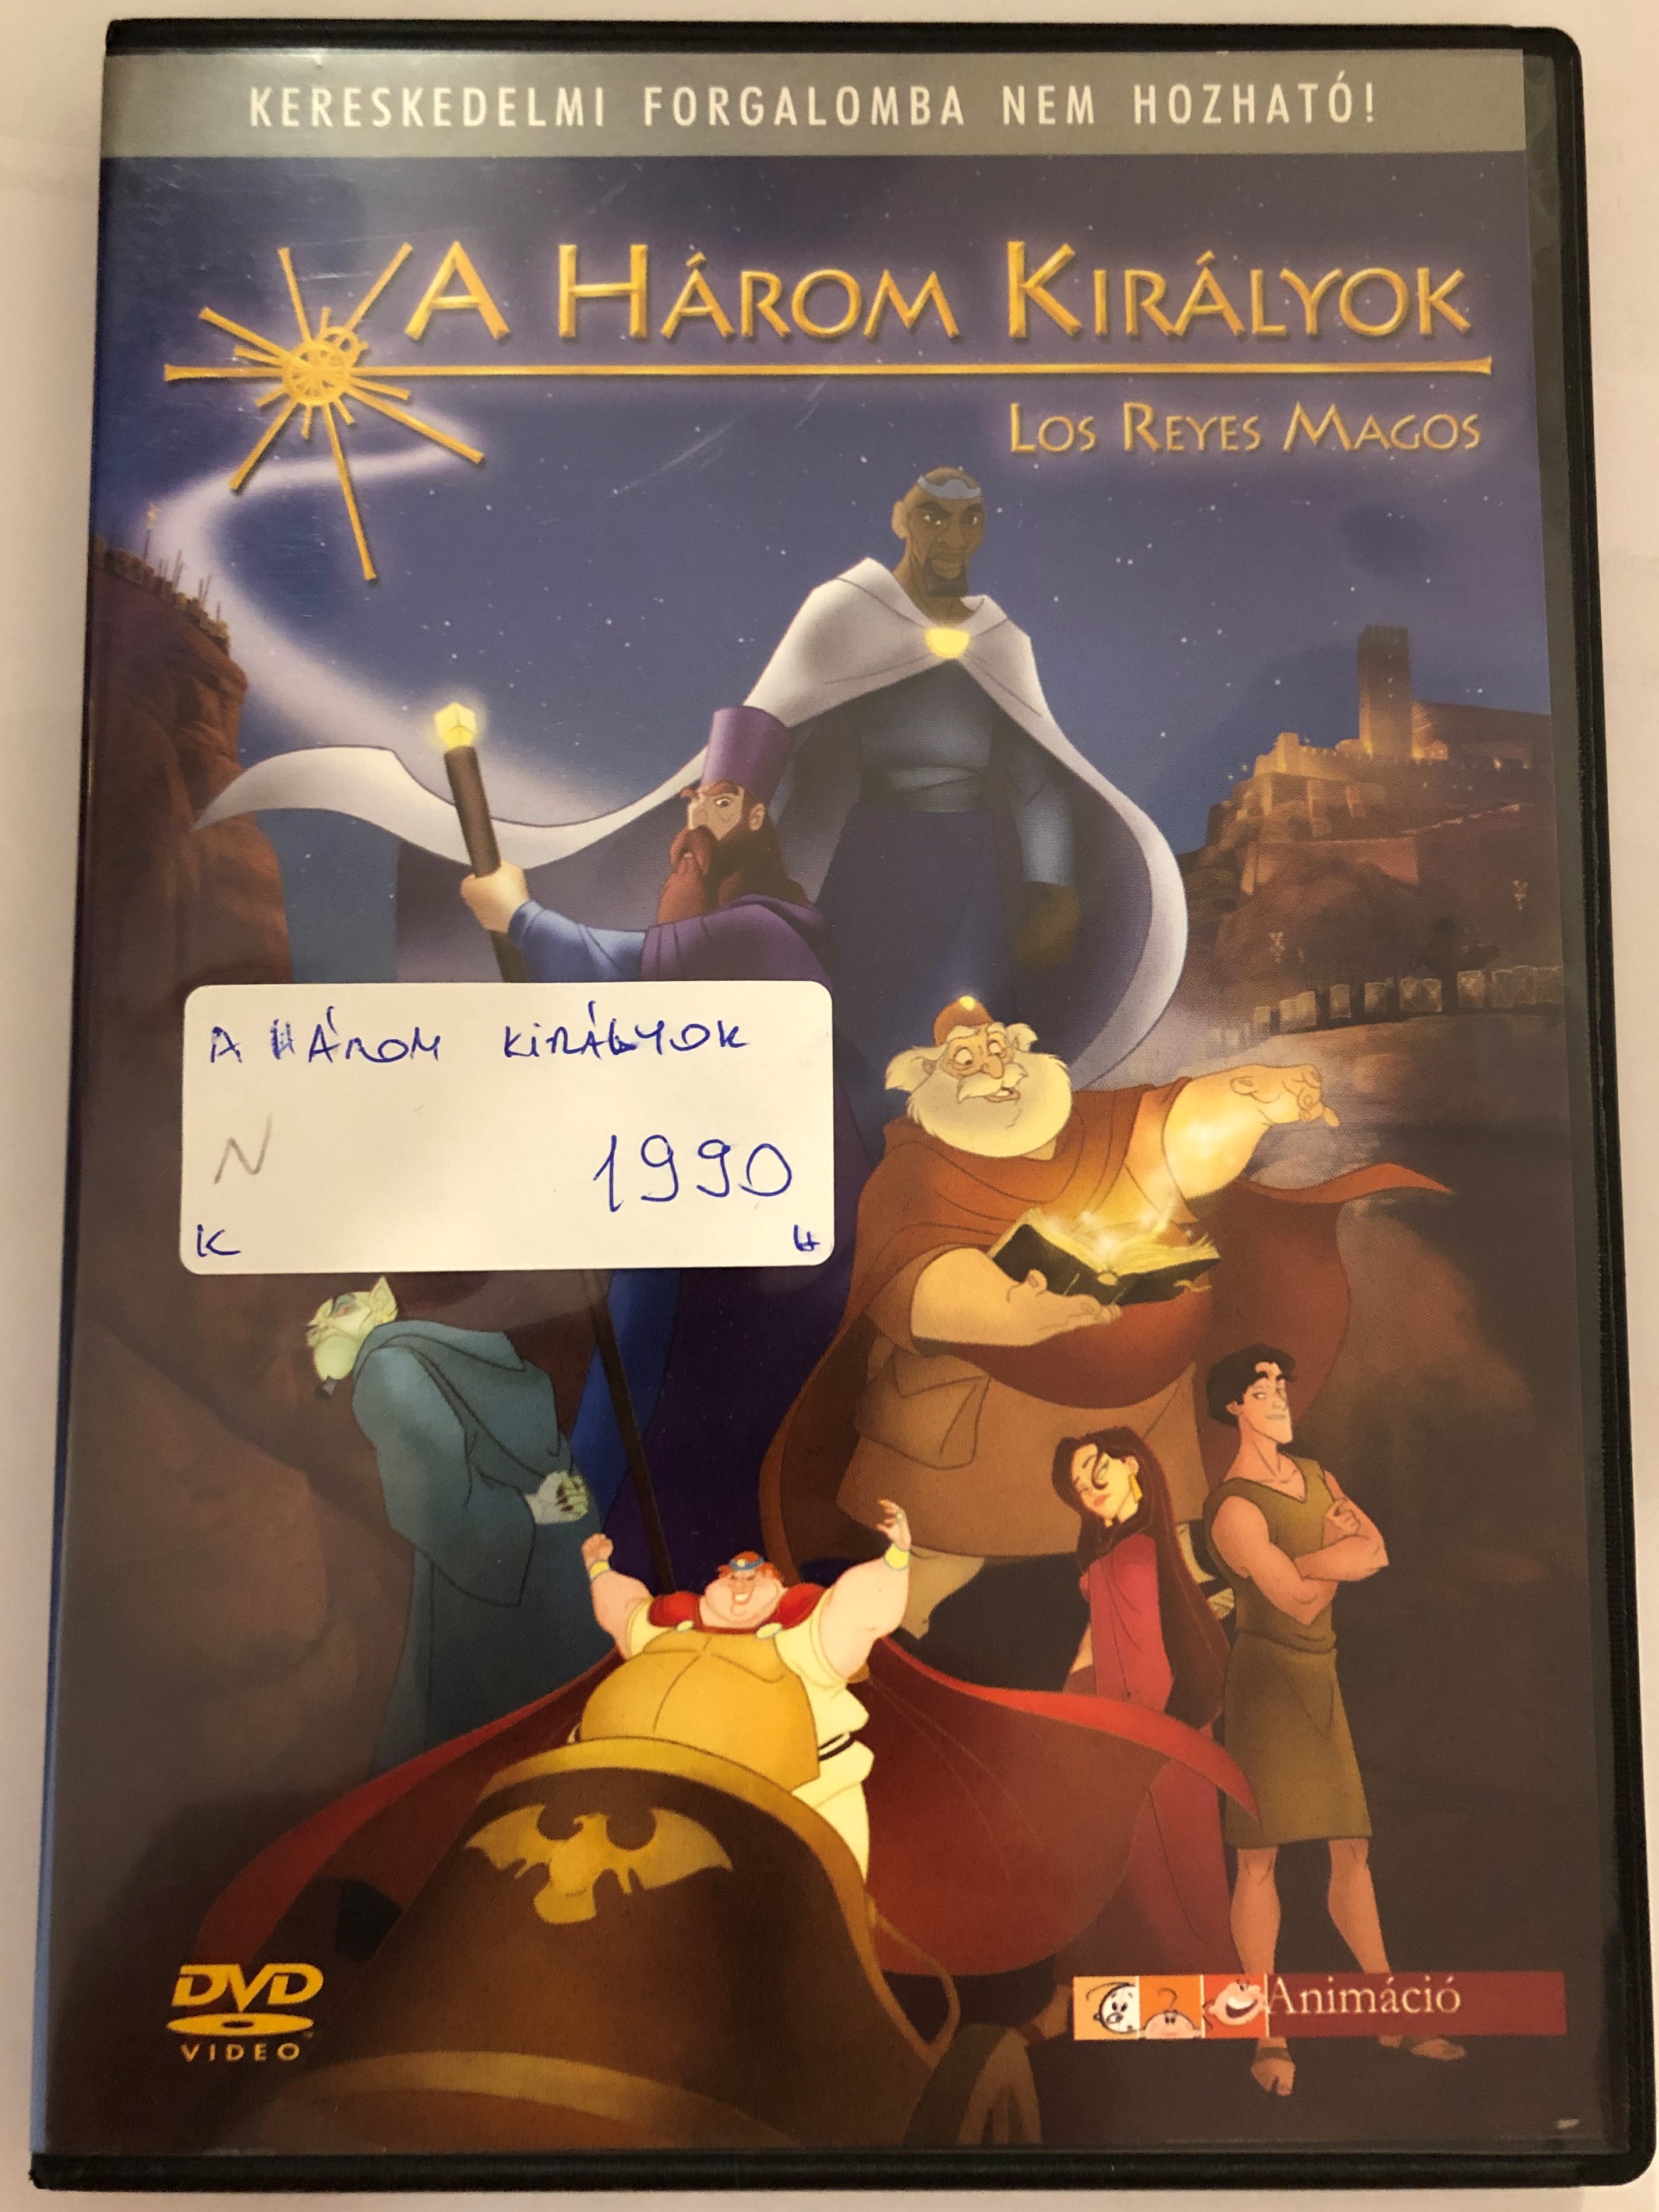 KERESKEDELMI FORGALOMBA NEM HOZHATÓ!
A HÁROM KIRÁLYOK
LOS REYES MAGOS
A HÁROM KIRÁLYOK
N
1990
K
DVD
VIDEO
Animáció